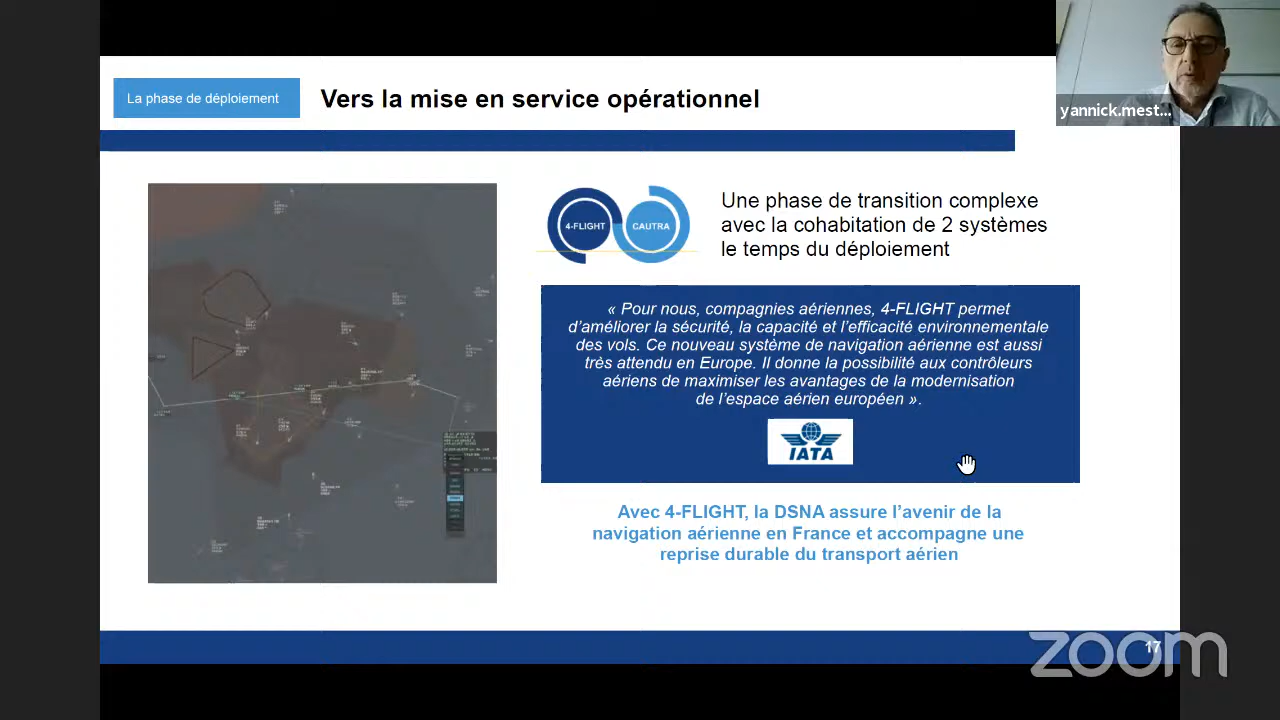 La phase de déploiement
Vers la mise en service opérationnel
yannick.mest...
4-FLIGHT
CAUTRA
Une phase de transition complexe
avec la cohabitation de 2 systèmes
le temps du déploiement
« Pour nous, compagnies aériennes, 4-FLIGHT permet
d’améliorer la sécurité, la capacité et l’efficacité environnementale
des vols. Ce nouveau système de navigation aérienne est aussi
très attendu en Europe. Il donne la possibilité aux contrôleurs
aériens de maximiser les avantages de la modernisation
de l’espace aérien européen ».
IATA
Avec 4-FLIGHT, la DSNA assure l’avenir de la
navigation aérienne en France et accompagne une
reprise durable du transport aérien
17
zoom